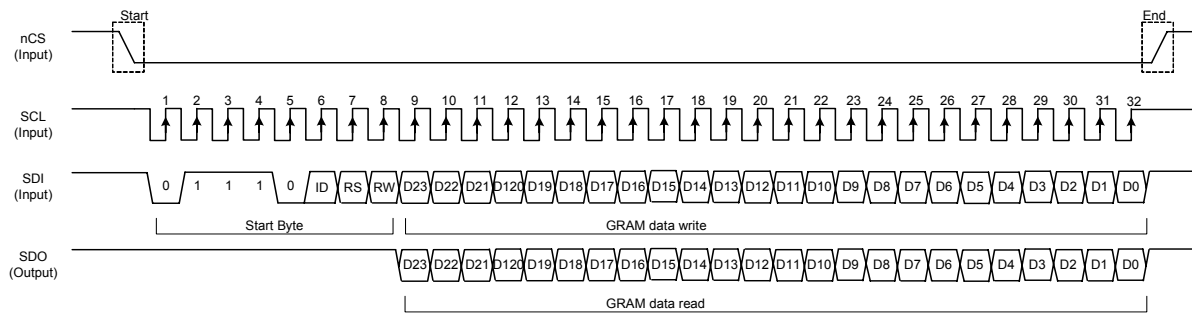 Start End
nCS
(Input)
1 2 3 4 5 6 7 8 9 10 11 12 13 14 15 16 17 18 19 20 21 22 23 24 25 26 27 28 29 30 31 32
SCL
(Input)
SDI
(Input)
0 1 1 1 0 ID RS RW D23 D22 D21 D120 D19 D18 D17 D16 D15 D14 D13 D12 D11 D10 D9 D8 D7 D6 D5 D4 D3 D2 D1 D0
Start Byte GRAM data write
SDO
(Output)
D23 D22 D21 D120 D19 D18 D17 D16 D15 D14 D13 D12 D11 D10 D9 D8 D7 D6 D5 D4 D3 D2 D1 D0
GRAM data read